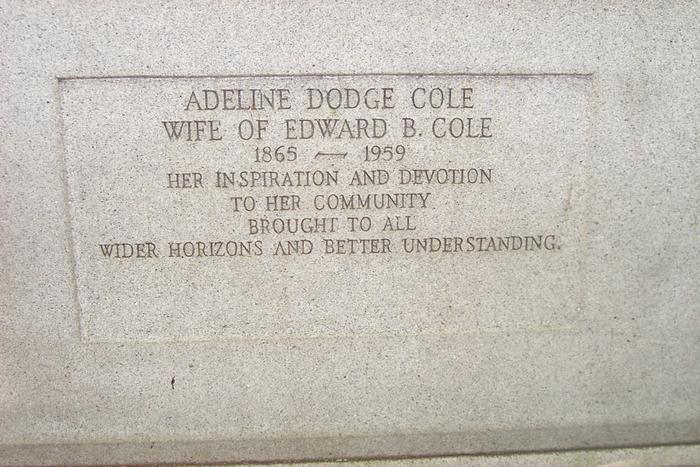 ADELINE DODGE COLE
WIFE OF EDWARD B. COLE
1865 — 1959
HER INSPIRATION AND DEVOTION
TO HER COMMUNITY
BROUGHT TO ALL
WIDER HORIZONS AND BETTER UNDERSTANDING.